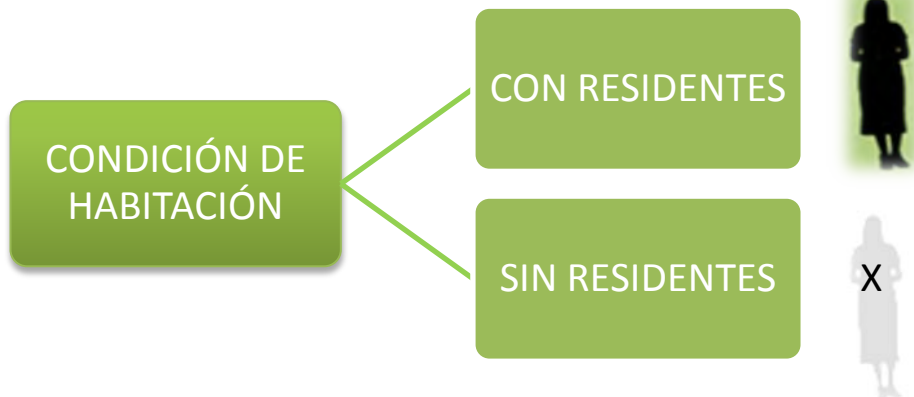 CONDICIÓN DE
HABITACIÓN
CON RESIDENTES
SIN RESIDENTES
X